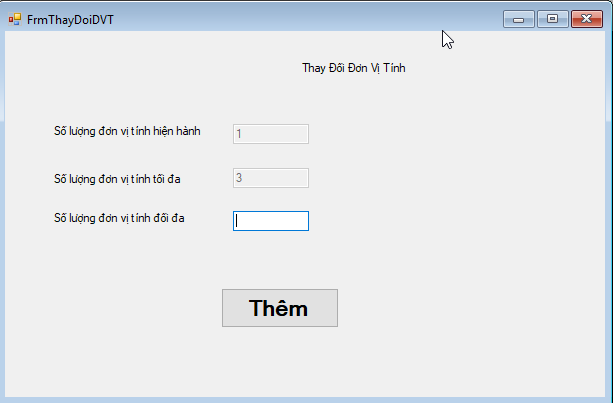 FrmThayDoiDVT
Thay Đổi Đơn Vị Tính
Số lượng đơn vị tính hiện hành
1
Số lượng đơn vị tính tối đa
3
Số lượng đơn vị tính đối đa
Thêm